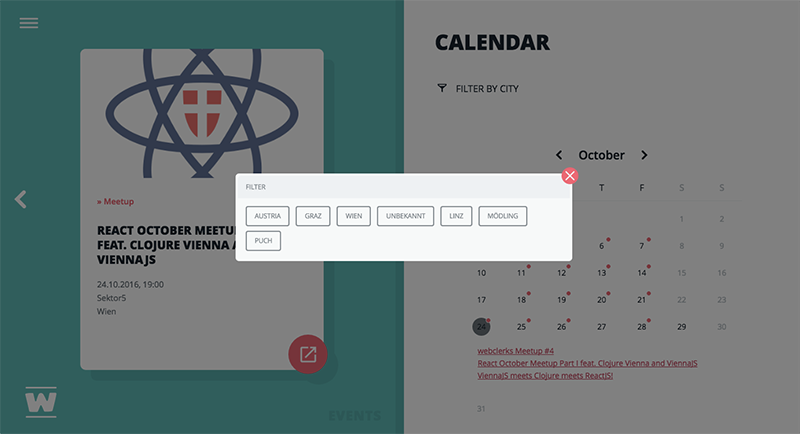 CALENDAR
FILTER BY CITY
October
FILTER
AUSTRIA GRAZ WIEN UNBEKANNT LINZ MÖDLING
PUCH
» Meetup
REACT OCTOBER MEETU
FEAT. CLOJURE VIENNA A
VIENNAJS
24.10.2016, 19:00
Sektor5
Wien
W
EVENTS
T F S S
1 2
6 7 8 9
10 11 12 13 14 15 16
17 18 19 20 21 22 23
24 25 26 27 28 29 30
webclerks Meetup #4
React October Meetup Part I feat. Clojure Vienna and ViennaJS
ViennaJS meets Clojure meets ReactJS!
31